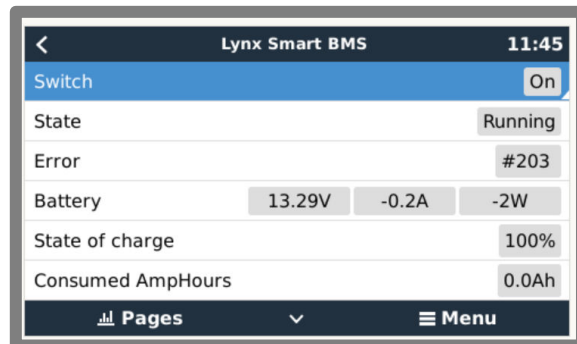 Lynx Smart BMS 11:45
Switch On
State Running
Error #203
Battery 13.29V -0.2A -2W
State of charge 100%
Consumed AmpHours 0.0Ah
Pages Menu